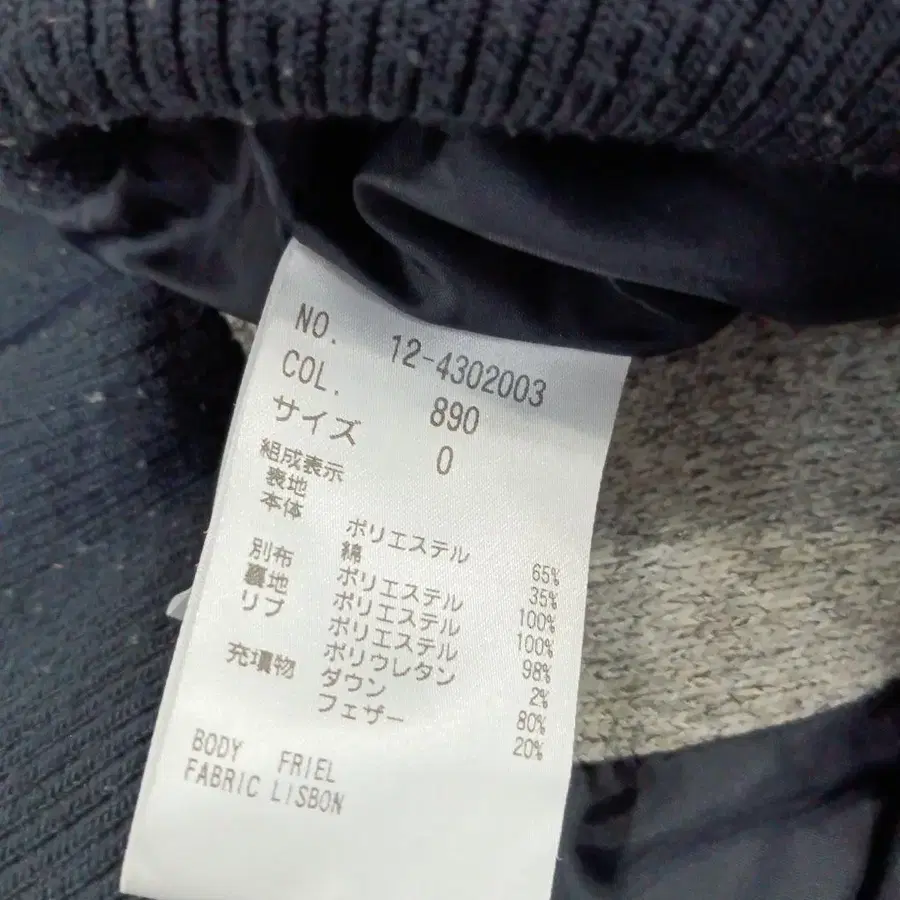 NO. 12-4302003
COL. 890
サイズ 0
組成表示
表地
本体 ポリエステル 65%
綿 35%
別布 ポリエステル 100%
裏地 ポリエステル 100%
リブ ポリエステル 98%
ポリウレタン 2%
充填物 ダウン 80%
フェザー 20%
BODY FRIEL
FABRIC LISBON